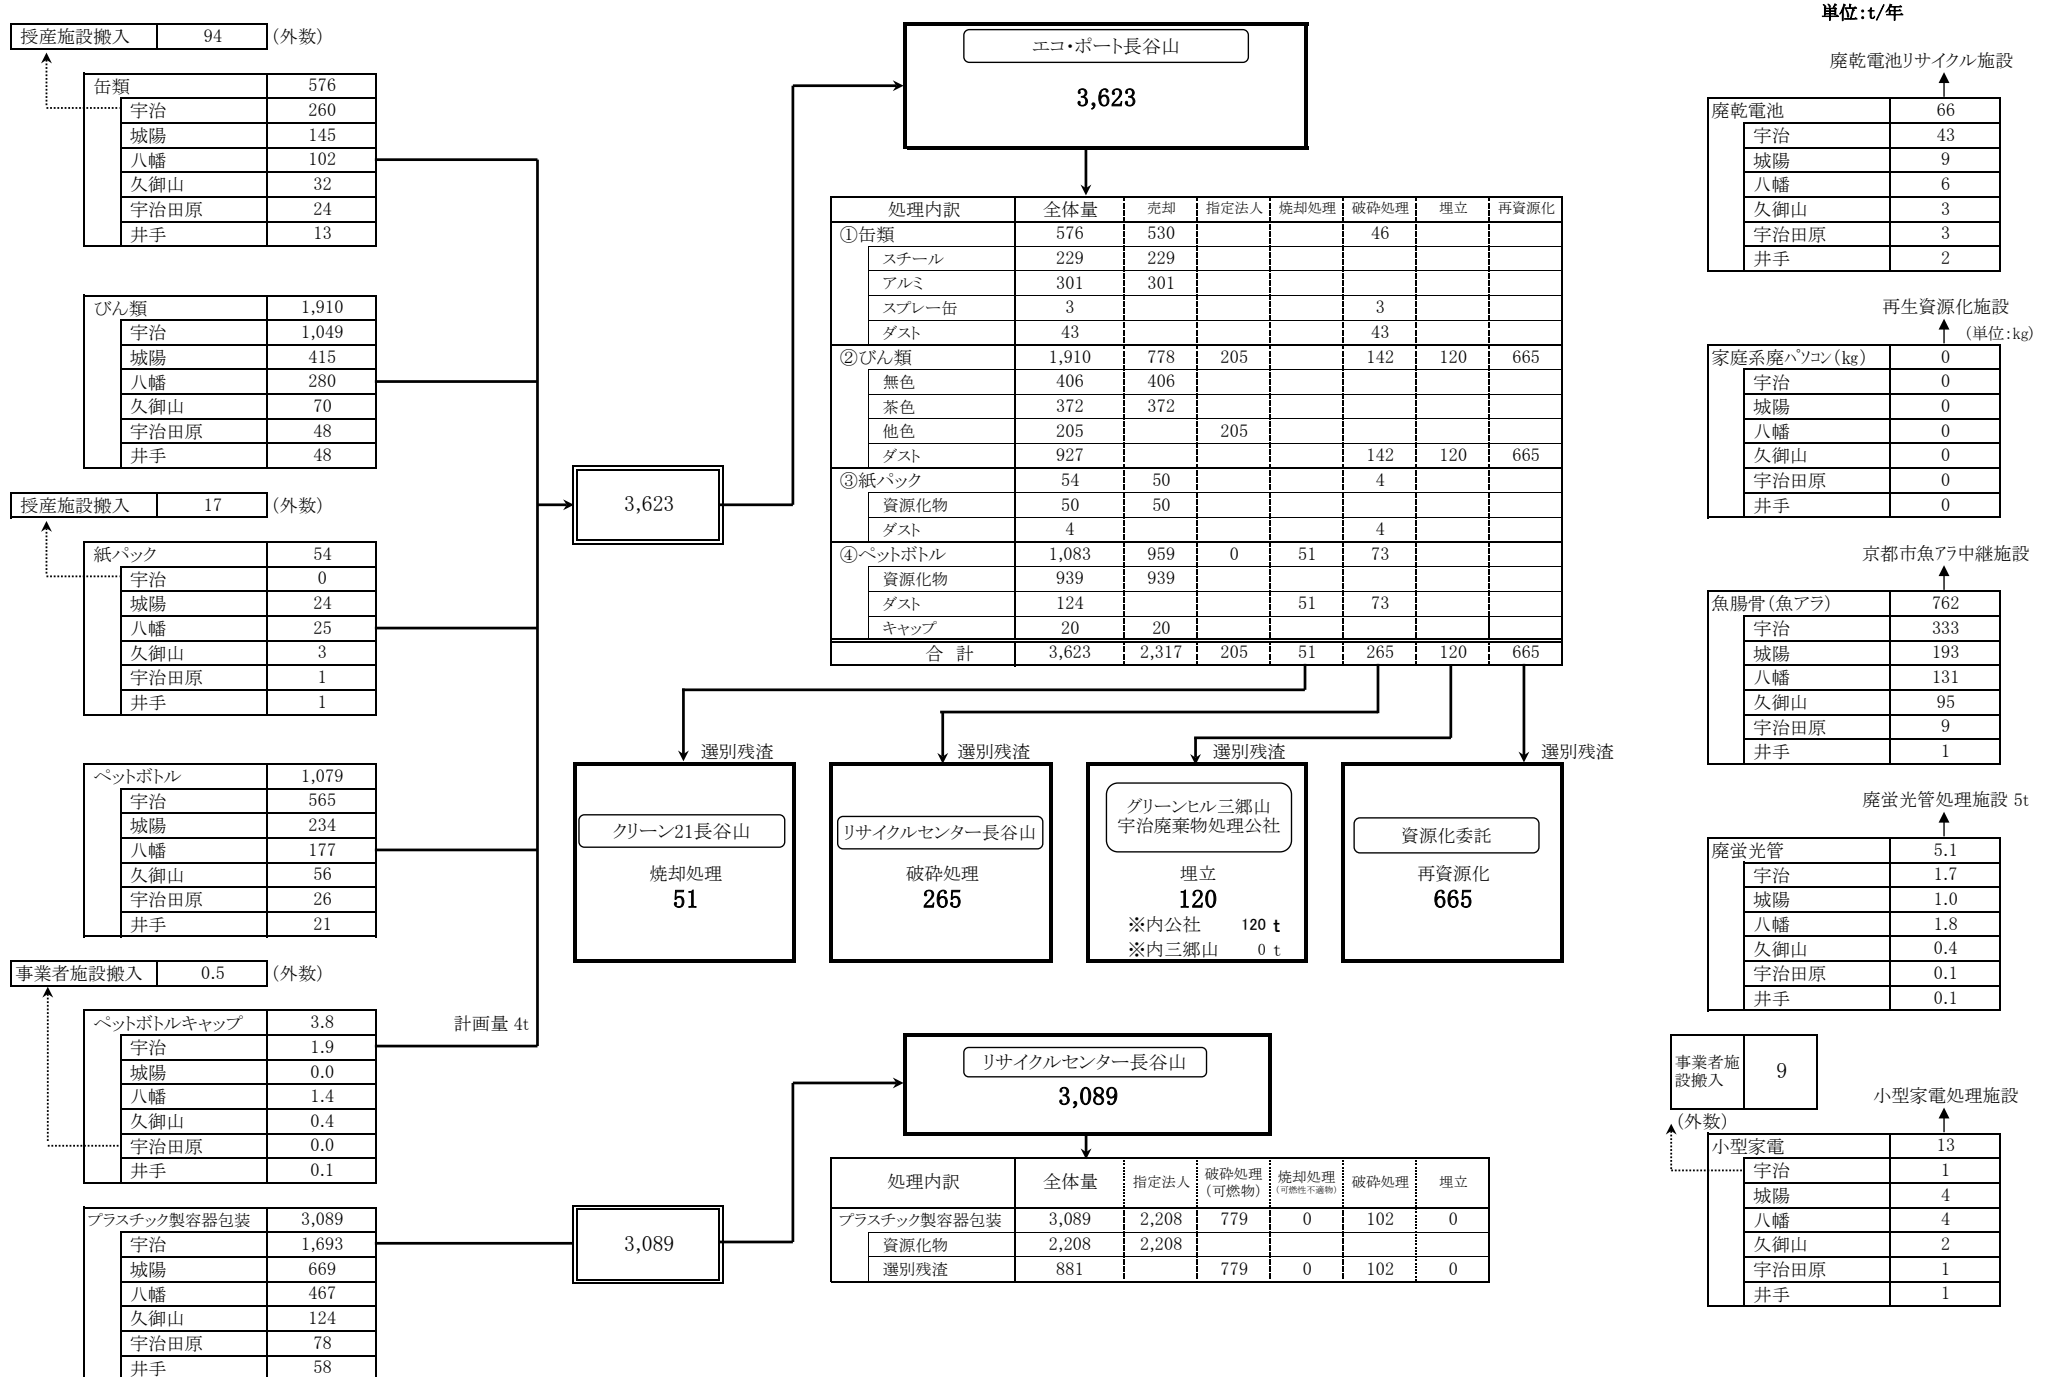 単位：t/年
授産施設搬入 94 （外数）
缶類 576
宇治 260
城陽 145
八幡 102
久御山 32
宇治田原 24
井手 13
びん類 1,910
宇治 1,049
城陽 415
八幡 280
久御山 70
宇治田原 48
井手 48
授産施設搬入 17 （外数）
紙パック 54
宇治 0
城陽 24
八幡 25
久御山 3
宇治田原 1
井手 1
ペットボトル 1,079
宇治 565
城陽 234
八幡 177
久御山 56
宇治田原 26
井手 21
事業者施設搬入 0.5 （外数）
ペットボトルキャップ 3.8
計画量 4t
宇治 1.9
城陽 0.0
八幡 1.4
久御山 0.4
宇治田原 0.0
井手 0.1
プラスチック製容器包装 3,089
宇治 1,693
城陽 669
八幡 467
久御山 124
宇治田原 78
井手 58
3,623
3,089
エコ・ポート長谷山
3,623
処理内訳 全体量 売却 指定法人 焼却処理 破砕処理 埋立 再資源化
①缶類 576 530 46
スチール 229 229
アルミ 301 301
スプレー缶 3 3
ダスト 43 43
②びん類 1,910 778 205 142 120 665
無色 406 406
茶色 372 372
他色 205 205
ダスト 927 142 120 665
③紙パック 54 50 4
資源化物 50 50
ダスト 4 4
④ペットボトル 1,083 959 0 51 73
資源化物 939 939
ダスト 124 51 73
キャップ 20 20
合 計 3,623 2,317 205 51 265 120 665
選別残渣
クリーン21長谷山
焼却処理
51
選別残渣
リサイクルセンター長谷山
破砕処理
265
選別残渣
グリーンヒル三郷山
宇治廃棄物処理公社
埋立
120
※内公社 120 t
※内三郷山 0 t
選別残渣
資源化委託
再資源化
665
リサイクルセンター長谷山
3,089
処理内訳 全体量 指定法人 破砕処理（可燃物） 焼却処理（可燃性不適物） 破砕処理 埋立
プラスチック製容器包装 3,089 2,208 779 0 102 0
資源化物 2,208 2,208
選別残渣 881 779 0 102 0
廃乾電池リサイクル施設
廃乾電池 66
宇治 43
城陽 9
八幡 6
久御山 3
宇治田原 3
井手 2
再生資源化施設
（単位：kg）
家庭系廃パソコン（kg） 0
宇治 0
城陽 0
八幡 0
久御山 0
宇治田原 0
井手 0
京都市魚アラ中継施設
魚腸骨（魚アラ） 762
宇治 333
城陽 193
八幡 131
久御山 95
宇治田原 9
井手 1
廃蛍光管処理施設 5t
廃蛍光管 5.1
宇治 1.7
城陽 1.0
八幡 1.8
久御山 0.4
宇治田原 0.1
井手 0.1
事業者施
設搬入 9
（外数）
小型家電処理施設
小型家電 13
宇治 1
城陽 4
八幡 4
久御山 2
宇治田原 1
井手 1